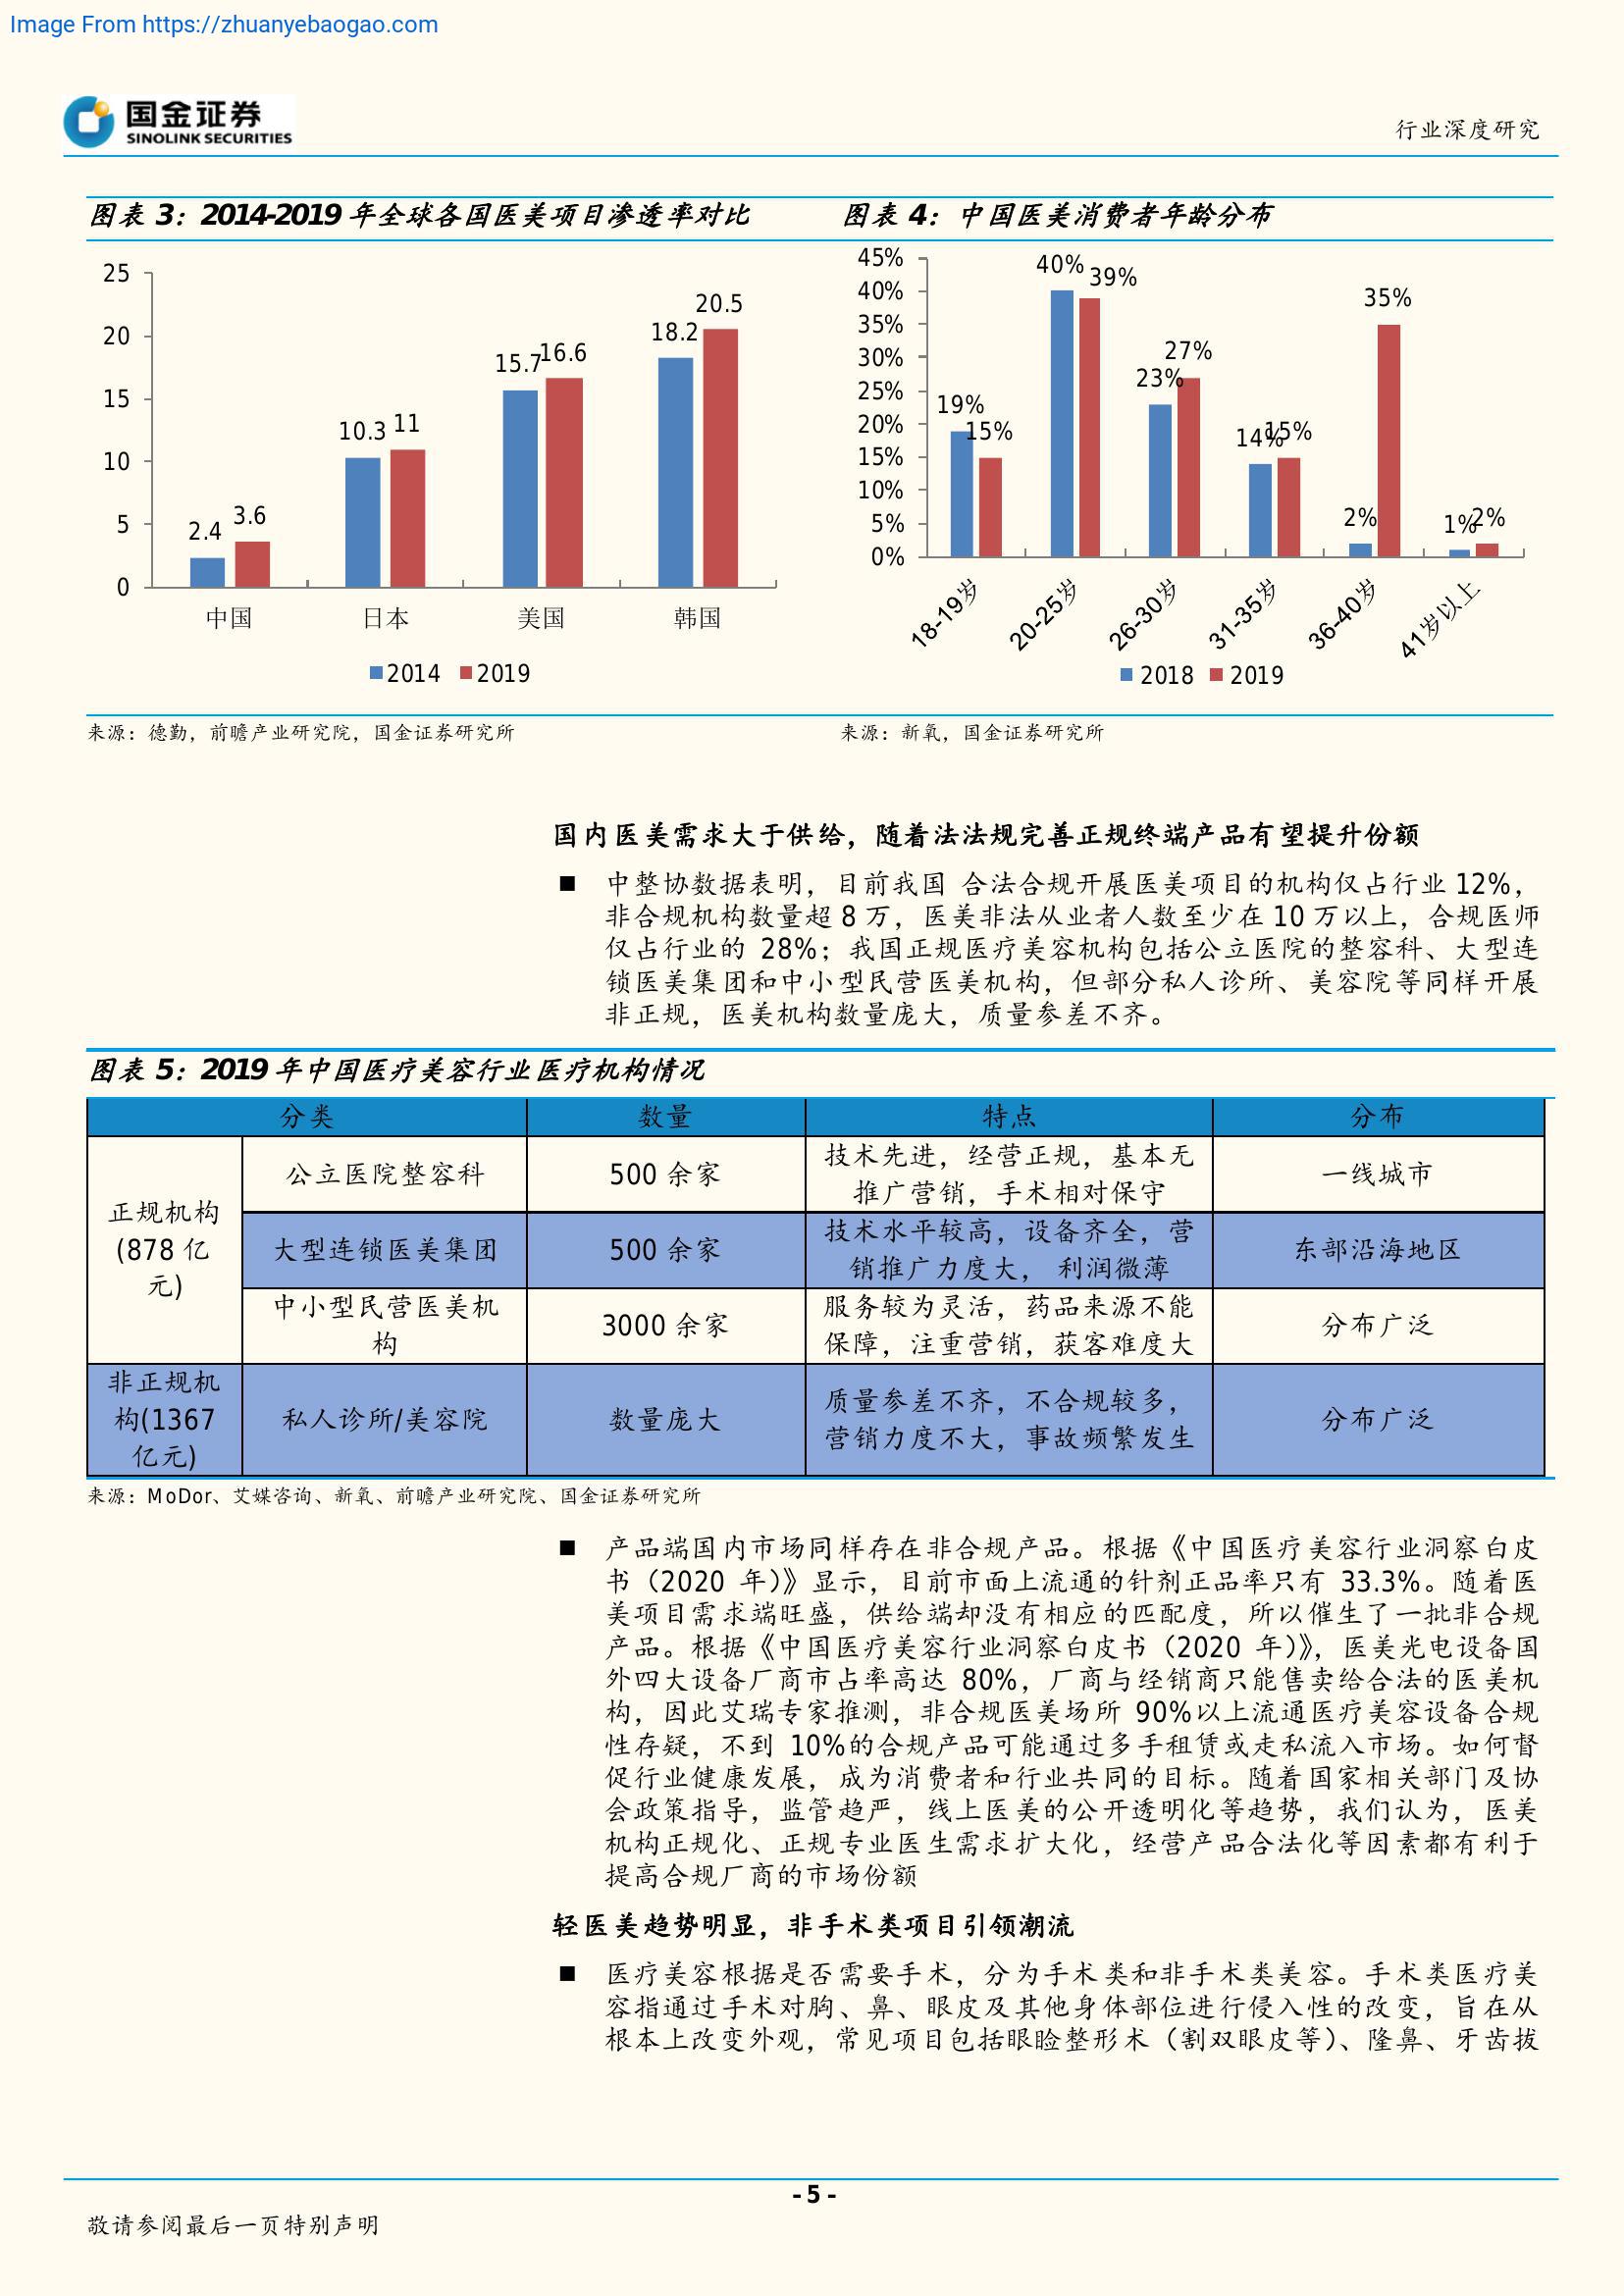 Image From https://zhuanyebaogao.com
国金证券
SINOLINK SECURITIES
行业深度研究
图表 3：2014-2019 年全球各国医美项目渗透率对比
25
20
15
10
5
0
2.4
3.6
10.3
11
15.7
16.6
18.2
20.5
中国
日本
美国
韩国
2014
2019
来源：德勤，前瞻产业研究院，国金证券研究所
图表 4：中国医美消费者年龄分布
45%
40%
35%
30%
25%
20%
15%
10%
5%
0%
19%
15%
40%
39%
23%
27%
14%
15%
2%
35%
1%
2%
18-19岁
20-25岁
26-30岁
31-35岁
36-40岁
41岁以上
2018
2019
来源：新氧，国金证券研究所
国内医美需求大于供给，随着法法规完善正规终端产品有望提升份额
■ 中整协数据表明，目前我国 合法合规开展医美项目的机构仅占行业 12%，
非合规机构数量超 8 万，医美非法从业者人数至少在 10 万以上，合规医师
仅占行业的 28%；我国正规医疗美容机构包括公立医院的整容科、大型连
锁医美集团和中小型民营医美机构，但部分私人诊所、美容院等同样开展
非正规，医美机构数量庞大，质量参差不齐。
图表 5：2019 年中国医疗美容行业医疗机构情况
分类
数量
特点
分布
正规机构
(878 亿
元)
公立医院整容科
500 余家
技术先进，经营正规，基本无
推广营销，手术相对保守
一线城市
大型连锁医美集团
500 余家
技术水平较高，设备齐全，营
销推广力度大， 利润微薄
东部沿海地区
中小型民营医美机
构
3000 余家
服务较为灵活，药品来源不能
保障，注重营销，获客难度大
分布广泛
非正规机
构(1367
亿元)
私人诊所/美容院
数量庞大
质量参差不齐，不合规较多，
营销力度不大，事故频繁发生
分布广泛
来源：MoDor、艾媒咨询、新氧、前瞻产业研究院、国金证券研究所
■ 产品端国内市场同样存在非合规产品。根据《中国医疗美容行业洞察白皮
书（2020 年）》显示，目前市面上流通的针剂正品率只有 33.3%。随着医
美项目需求端旺盛，供给端却没有相应的匹配度，所以催生了一批非合规
产品。根据《中国医疗美容行业洞察白皮书（2020 年）》，医美光电设备国
外四大设备厂商市占率高达 80%，厂商与经销商只能售卖给合法的医美机
构，因此艾瑞专家推测，非合规医美场所 90%以上流通医疗美容设备合规
性存疑，不到 10%的合规产品可能通过多手租赁或走私流入市场。如何督
促行业健康发展，成为消费者和行业共同的目标。随着国家相关部门及协
会政策指导，监管趋严，线上医美的公开透明化等趋势，我们认为，医美
机构正规化、正规专业医生需求扩大化，经营产品合法化等因素都有利于
提高合规厂商的市场份额
轻医美趋势明显，非手术类项目引领潮流
■ 医疗美容根据是否需要手术，分为手术类和非手术类美容。手术类医疗美
容指通过手术对胸、鼻、眼皮及其他身体部位进行侵入性的改变，旨在从
根本上改变外观，常见项目包括眼睑整形术（割双眼皮等）、隆鼻、牙齿拔
- 5 -
敬请参阅最后一页特别声明